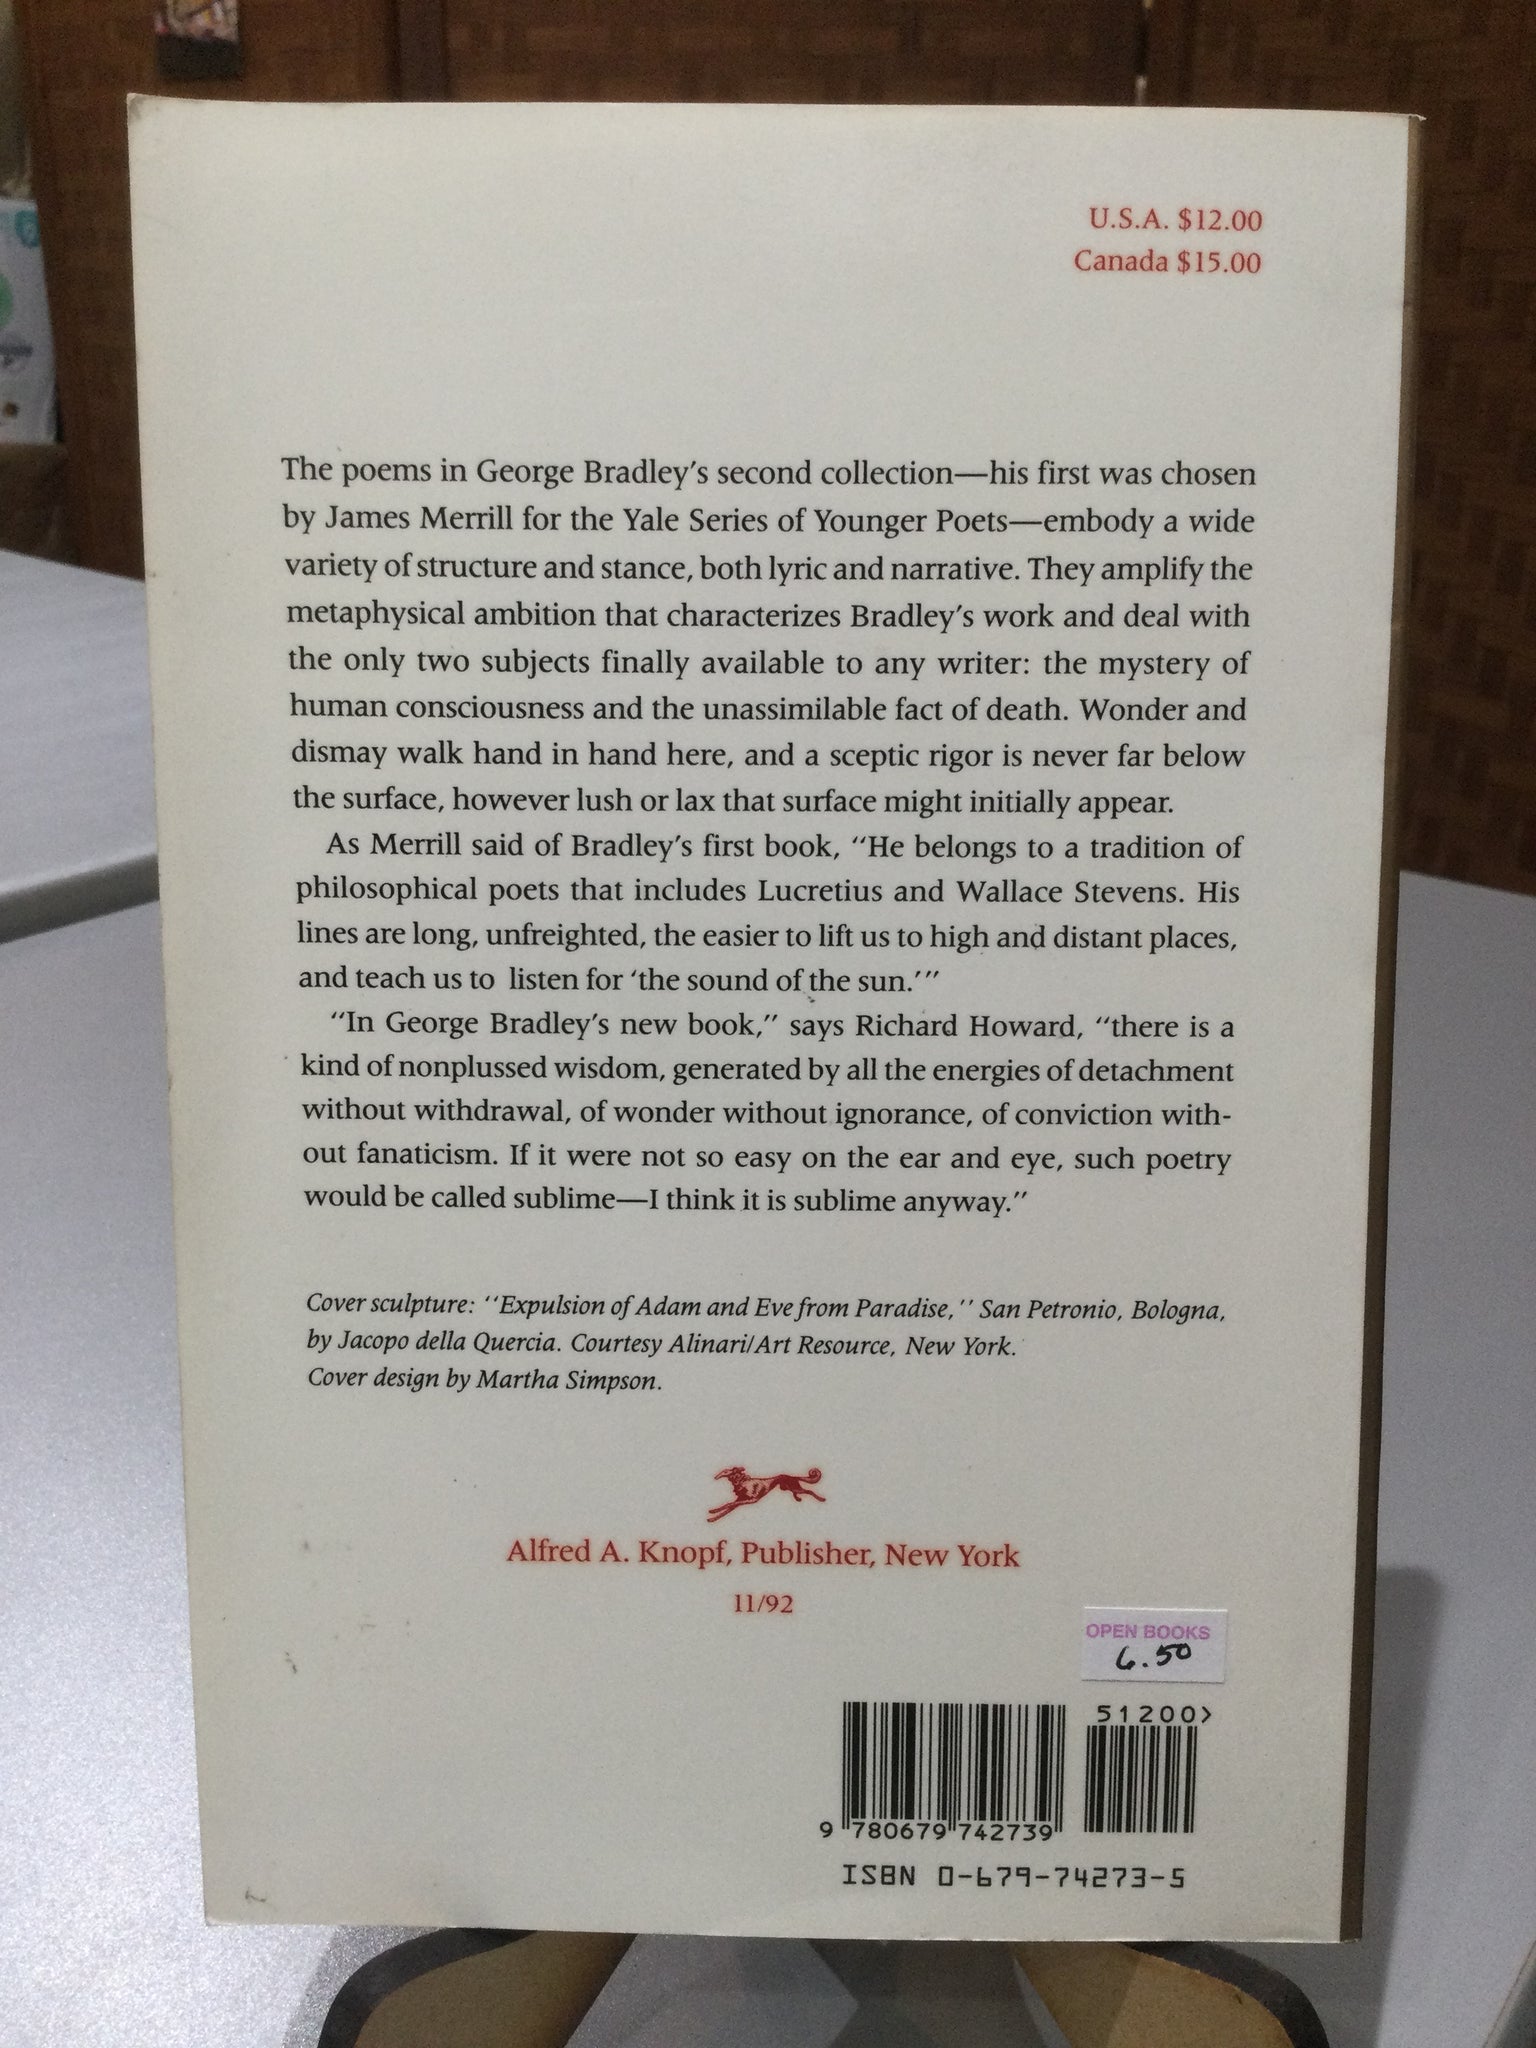 U.S.A. $12.00
Canada $15.00
The poems in George Bradley's second collection—his first was chosen
by James Merrill for the Yale Series of Younger Poets—embody a wide
variety of structure and stance, both lyric and narrative. They amplify the
metaphysical ambition that characterizes Bradley's work and deal with
the only two subjects finally available to any writer: the mystery of
human consciousness and the unassimilable fact of death. Wonder and
dismay walk hand in hand here, and a sceptic rigor is never far below
the surface, however lush or lax that surface might initially appear.
As Merrill said of Bradley's first book, "He belongs to a tradition of
philosophical poets that includes Lucretius and Wallace Stevens. His
lines are long, unfreighted, the easier to lift us to high and distant places,
and teach us to listen for 'the sound of the sun.'"
"In George Bradley's new book," says Richard Howard, "there is a
kind of nonplussed wisdom, generated by all the energies of detachment
without withdrawal, of wonder without ignorance, of conviction with-
out fanaticism. If it were not so easy on the ear and eye, such poetry
would be called sublime—I think it is sublime anyway."
Cover sculpture: "Expulsion of Adam and Eve from Paradise," San Petronio, Bologna,
by Jacopo della Quercia. Courtesy Alinari/Art Resource, New York.
Cover design by Martha Simpson.
Alfred A. Knopf, Publisher, New York
11/92
OPEN BOOKS
6.50
51200>
9 780679 742739
ISBN 0-679-74273-5